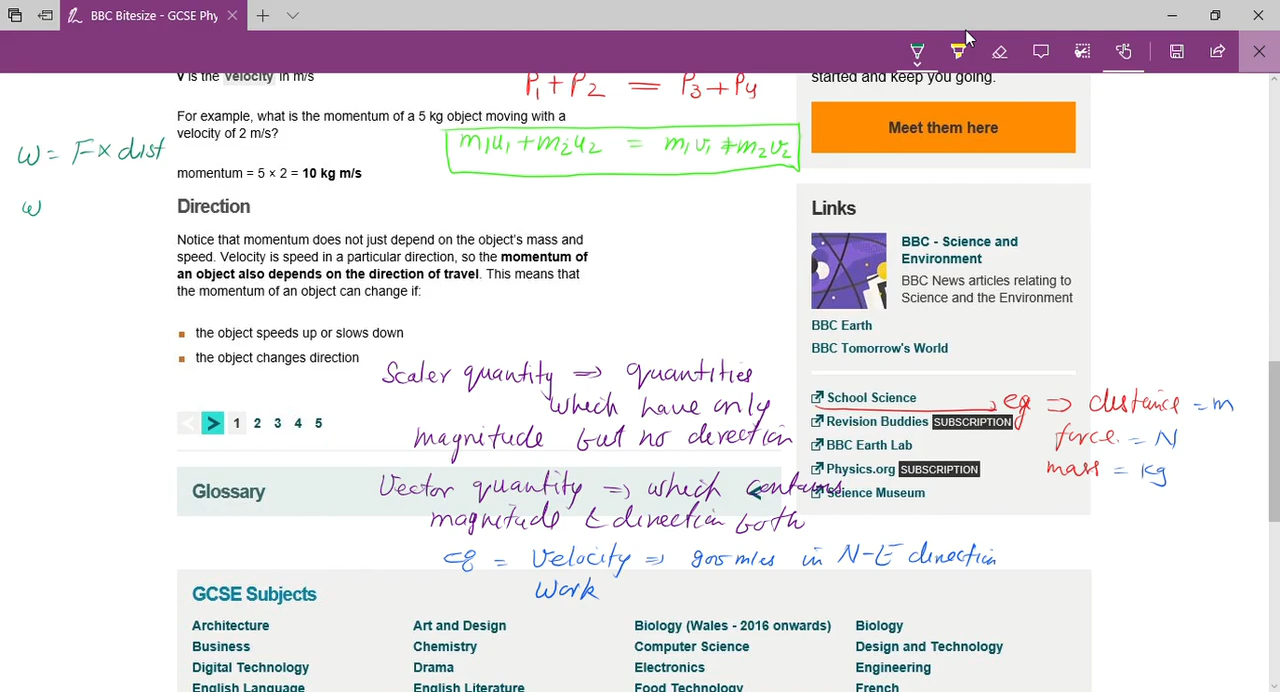 BBC Bitesize - GCSE Phy
V is the velocity in m/s
P1+P2 = P3+P4
started and keep you going.
For example, what is the momentum of a 5 kg object moving with a
velocity of 2 m/s?
Meet them here
m1u1+m2u2 = m1v1+m2v2
W= F× dist
momentum = 5 × 2 = 10 kg m/s
W
Direction
Links
Notice that momentum does not just depend on the object's mass and
speed. Velocity is speed in a particular direction, so the momentum of
an object also depends on the direction of travel. This means that
the momentum of an object can change if:
BBC - Science and
Environment
BBC News articles relating to
Science and the Environment
BBC Earth
BBC Tomorrow's World
the object speeds up or slows down
the object changes direction
Scaler quantity => quantities
which have only
magnitude but no direction
School Science
eg => distance = m
Revision Buddies SUBSCRIPTION
force = N
BBC Earth Lab
mass = kg
Physics.org SUBSCRIPTION
Science Museum
< > 1 2 3 4 5
Glossary
Vector quantity => which contains
magnitude & direction both
eg = velocity => in N-E direction
work
GCSE Subjects
Architecture Art and Design Biology (Wales - 2016 onwards) Biology
Business Chemistry Computer Science Design and Technology
Digital Technology Drama Electronics Engineering
English Language English Literature Food Technology French